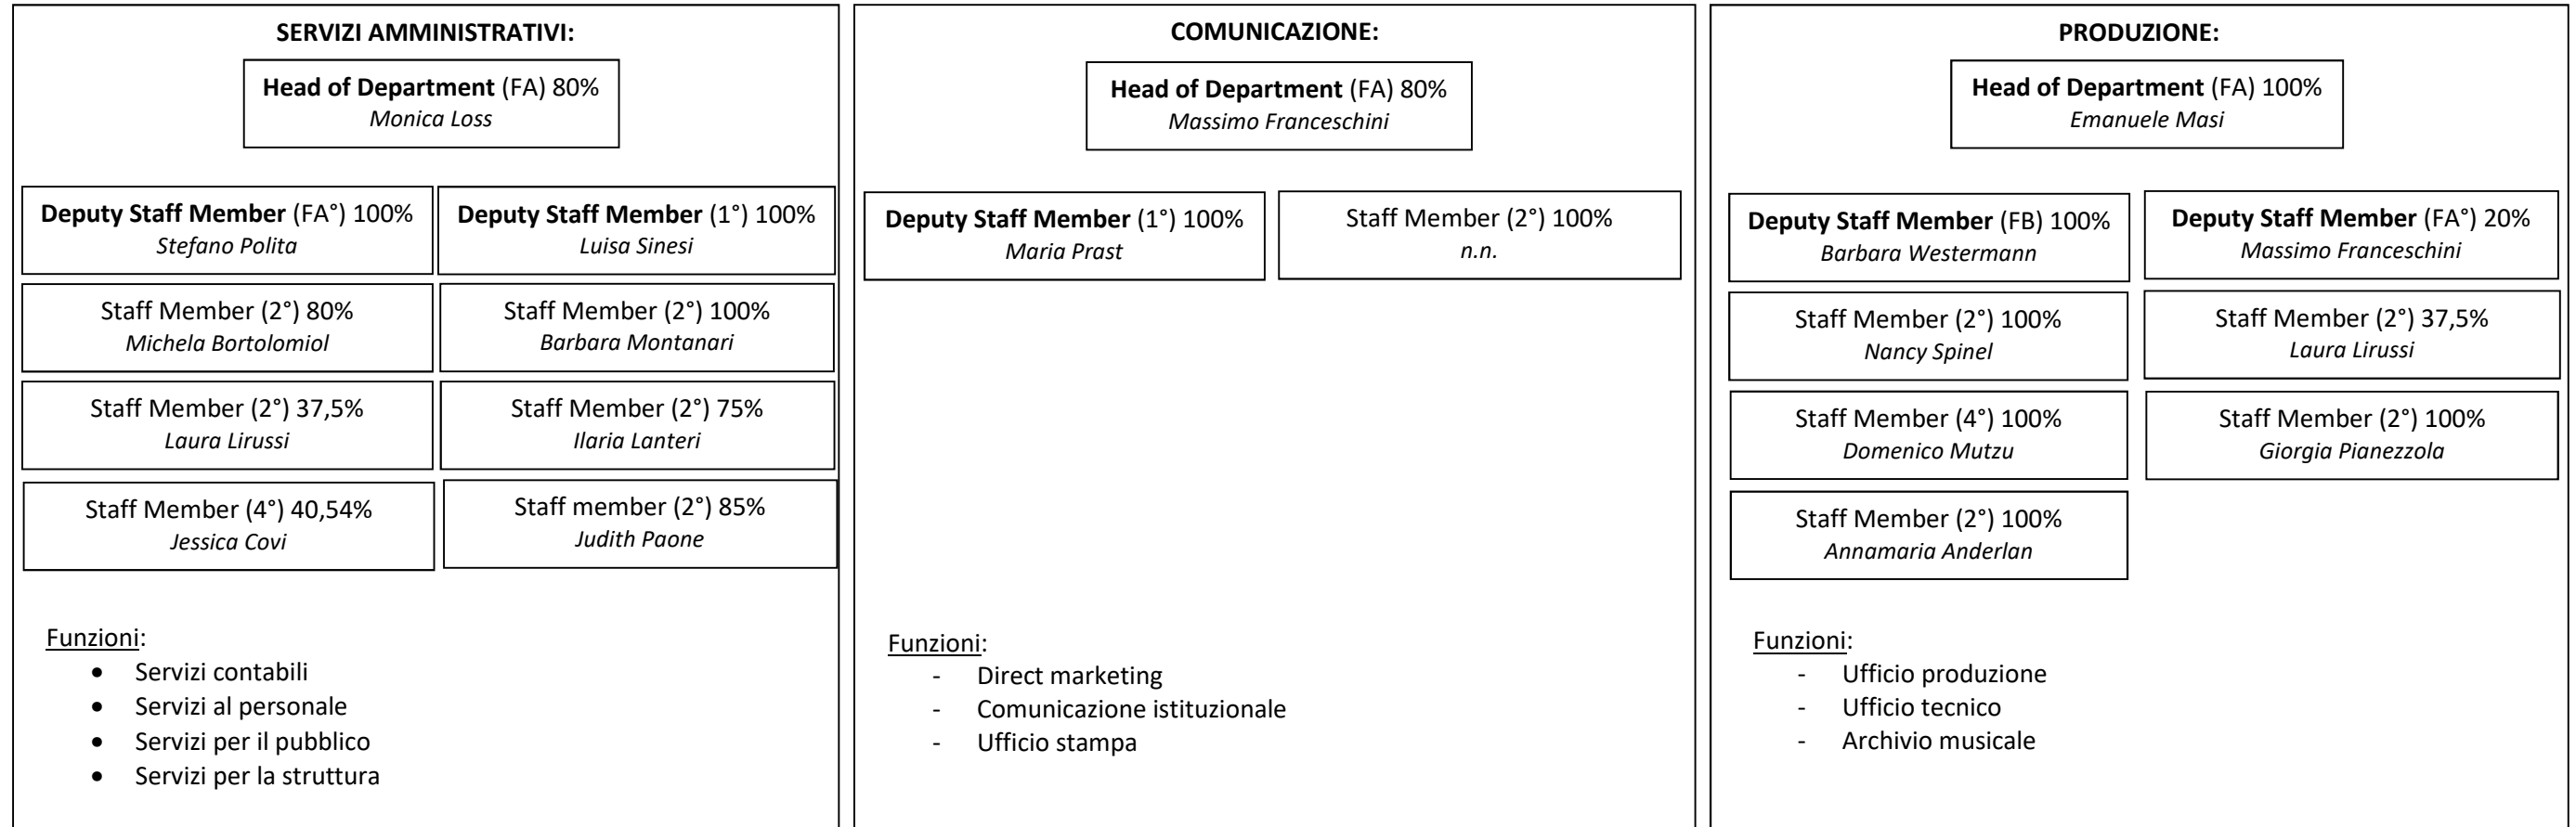 SERVIZI AMMINISTRATIVI:
Head of Department (FA) 80%
Monica Loss
Deputy Staff Member (FA°) 100%
Stefano Polita
Deputy Staff Member (1°) 100%
Luisa Sinesi
Staff Member (2°) 80%
Michela Bortolomiol
Staff Member (2°) 100%
Barbara Montanari
Staff Member (2°) 37,5%
Laura Lirussi
Staff Member (2°) 75%
Ilaria Lanteri
Staff Member (4°) 40,54%
Jessica Covi
Staff member (2°) 85%
Judith Paone
Funzioni:
• Servizi contabili
• Servizi al personale
• Servizi per il pubblico
• Servizi per la struttura
COMUNICAZIONE:
Head of Department (FA) 80%
Massimo Franceschini
Deputy Staff Member (1°) 100%
Maria Prast
Staff Member (2°) 100%
n.n.
Funzioni:
- Direct marketing
- Comunicazione istituzionale
- Ufficio stampa
PRODUZIONE:
Head of Department (FA) 100%
Emanuele Masi
Deputy Staff Member (FB) 100%
Barbara Westermann
Deputy Staff Member (FA°) 20%
Massimo Franceschini
Staff Member (2°) 100%
Nancy Spinel
Staff Member (2°) 37,5%
Laura Lirussi
Staff Member (4°) 100%
Domenico Mutzu
Staff Member (2°) 100%
Giorgia Pianezzola
Staff Member (2°) 100%
Annamaria Anderlan
Funzioni:
- Ufficio produzione
- Ufficio tecnico
- Archivio musicale